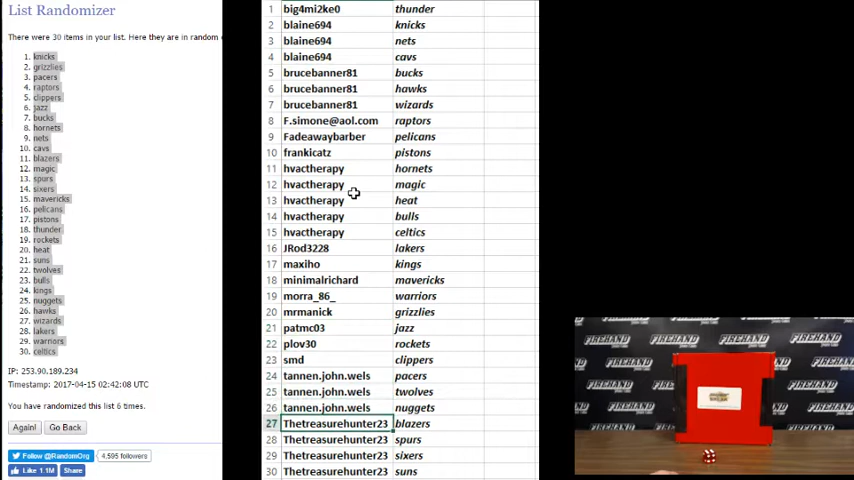 List Randomizer
There were 30 items in your list. Here they are in random o
1. knicks
2. grizzlies
3. pacers
4. raptors
5. clippers
6. jazz
7. bucks
8. hornets
9. nets
10. cavs
11. blazers
12. magic
13. spurs
14. sixers
15. mavericks
16. pelicans
17. pistons
18. thunder
19. rockets
20. heat
21. suns
22. twolves
23. bulls
24. kings
25. nuggets
26. hawks
27. wizards
28. lakers
29. warriors
30. celtics
IP: 253.90.189.234
Timestamp: 2017-04-15 02:42:08 UTC
You have randomized this list 6 times.
Again! Go Back
Follow @RandomOrg 4,595 followers
Like 1.1M Share
1 big4mi2ke0 thunder
2 blaine694 knicks
3 blaine694 nets
4 blaine694 cavs
5 brucebanner81 bucks
6 brucebanner81 hawks
7 brucebanner81 wizards
8 F.simone@aol.com raptors
9 Fadeawaybarber pelicans
10 frankicatz pistons
11 hvactherapy hornets
12 hvactherapy magic
13 hvactherapy heat
14 hvactherapy bulls
15 hvactherapy celtics
16 JRod3228 lakers
17 maxiho kings
18 minimalrichard mavericks
19 morra_86_ warriors
20 mrmanick grizzlies
21 patmc03 jazz
22 plov30 rockets
23 smd clippers
24 tannen.john.wels pacers
25 tannen.john.wels twolves
26 tannen.john.wels nuggets
27 Thetreasurehunter23 blazers
28 Thetreasurehunter23 spurs
29 Thetreasurehunter23 sixers
30 Thetreasurehunter23 suns
FIREHAND
FIREHAND
FIREHAND